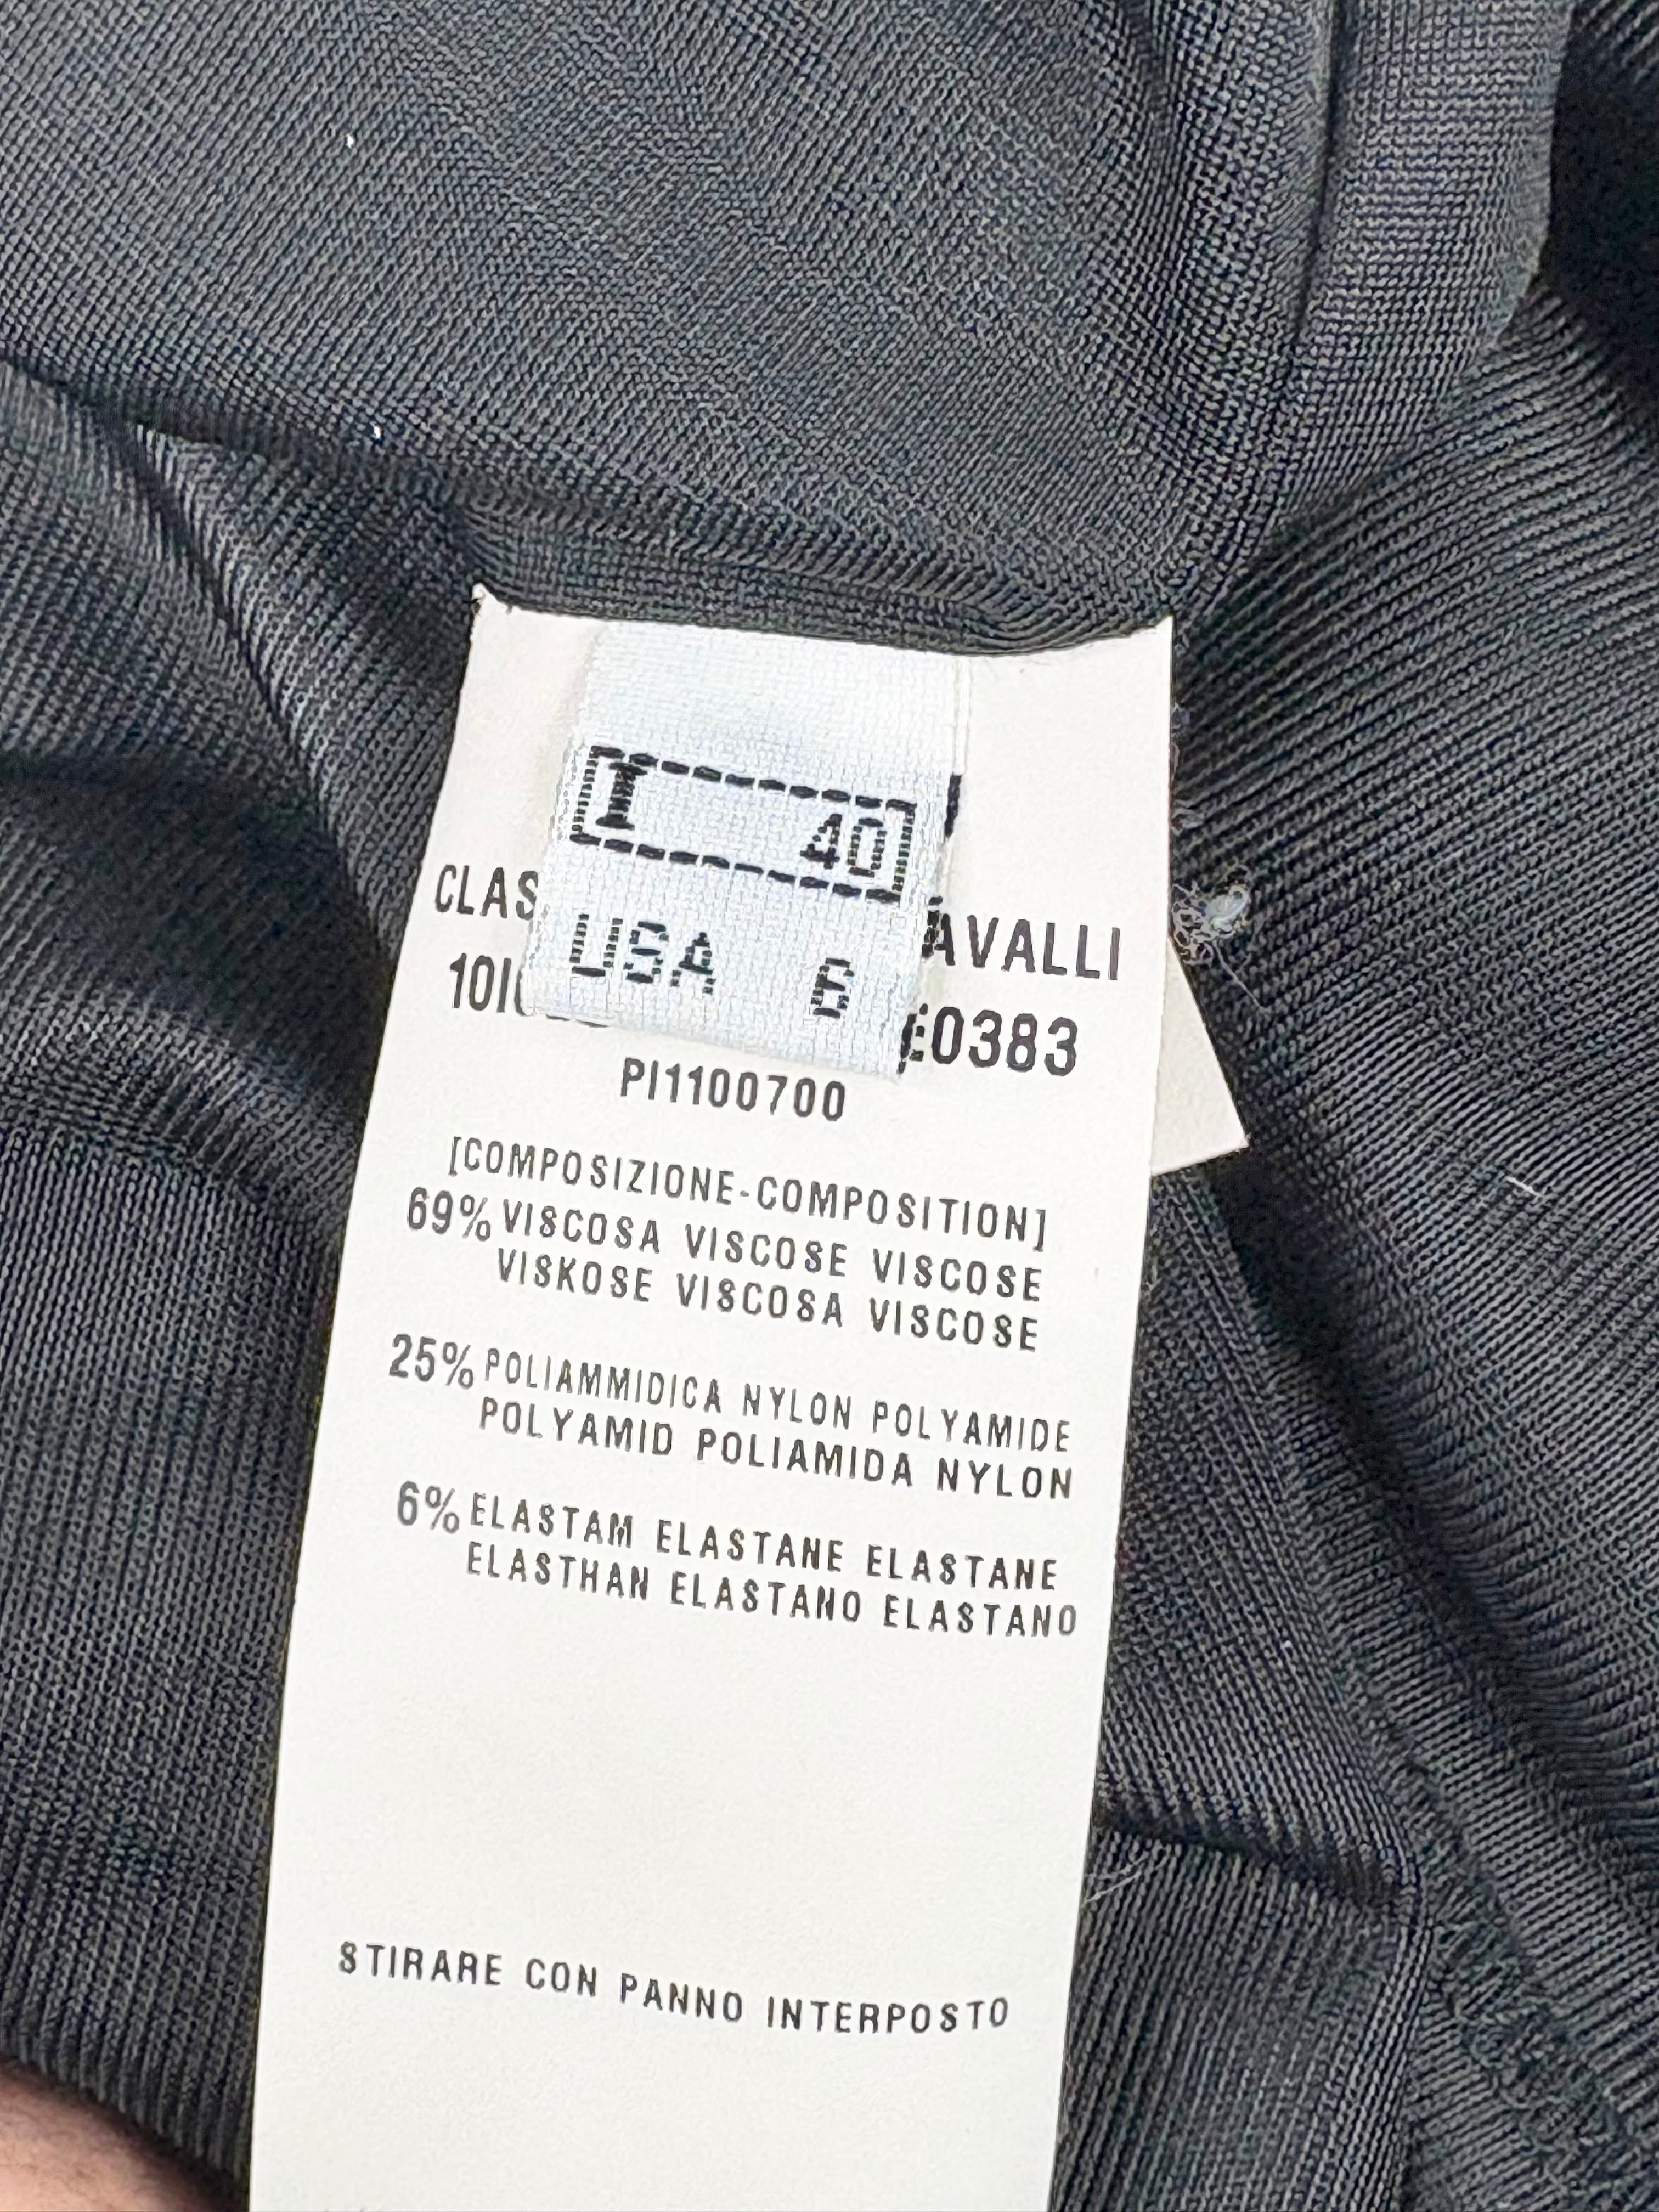 I 40
USA 6
CLAS AVALLI
10I E0383
PI1100700
[COMPOSIZIONE-COMPOSITION]
69% VISCOSA VISCOSE VISCOSE
VISKOSE VISCOSA VISCOSE
25% POLIAMMIDICA NYLON POLYAMIDE
POLYAMID POLIAMIDA NYLON
6% ELASTAM ELASTANE ELASTANE
ELASTHAN ELASTANO ELASTANO
STIRARE CON PANNO INTERPOSTO